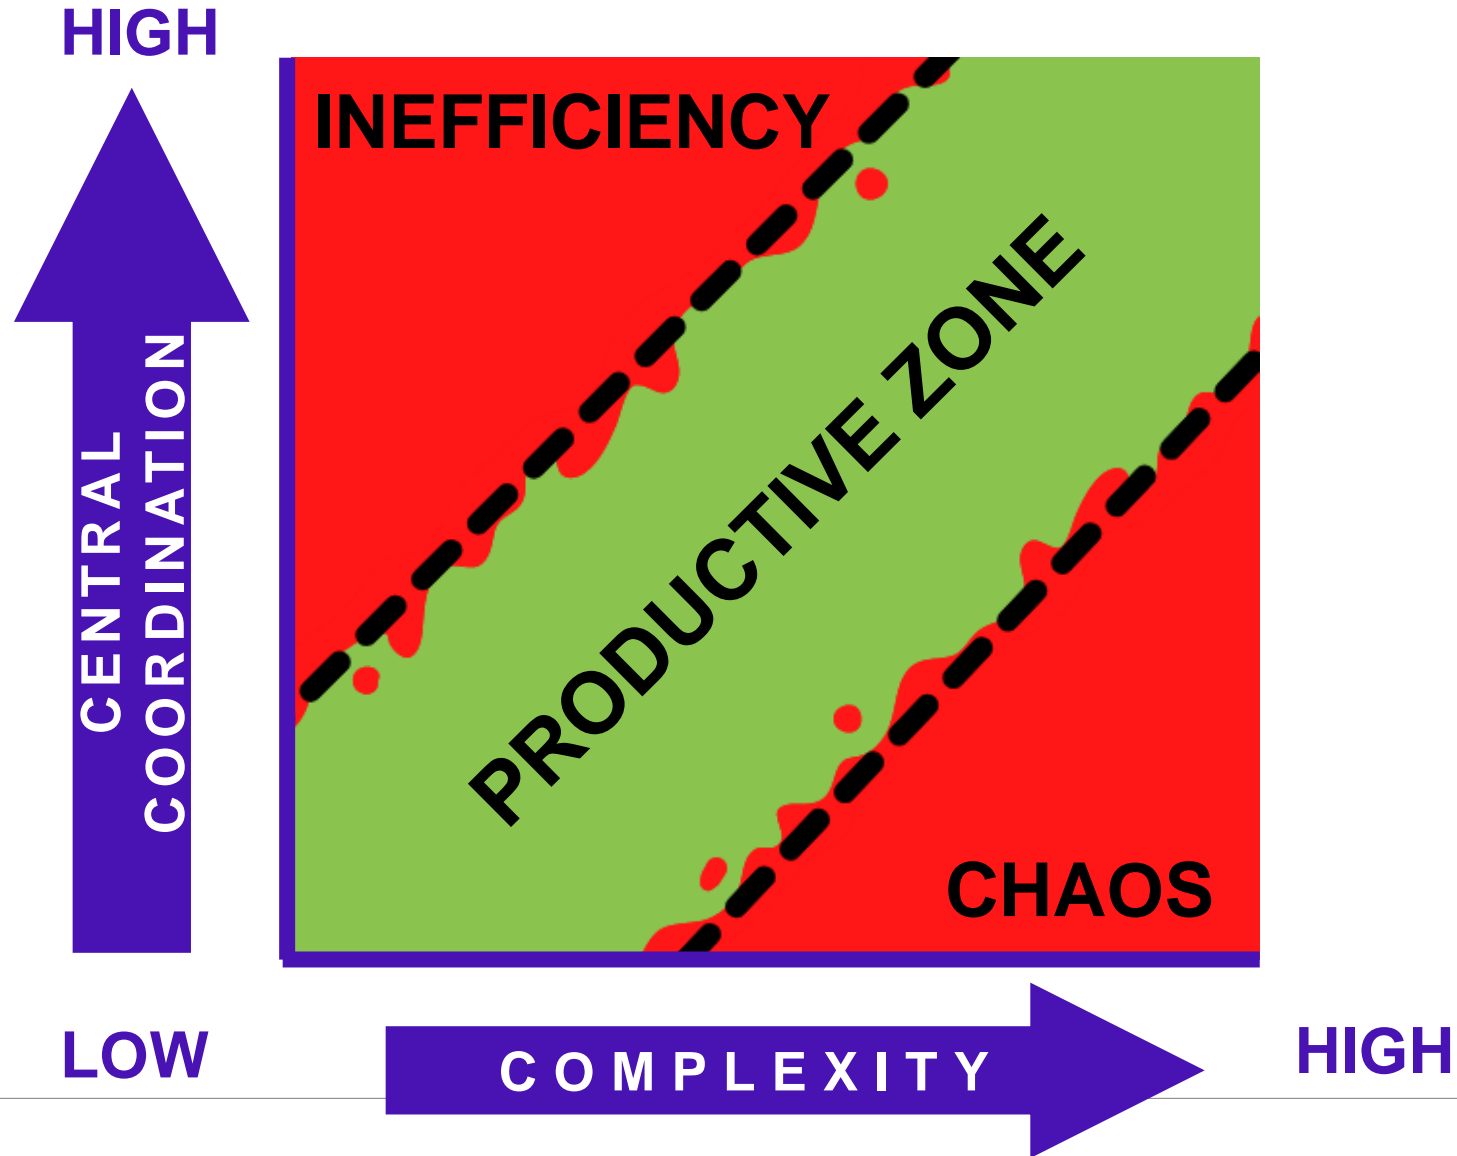 HIGH
INEFFICIENCY
CENTRAL
COORDINATION
PRODUCTIVE ZONE
CHAOS
LOW
COMPLEXITY
HIGH